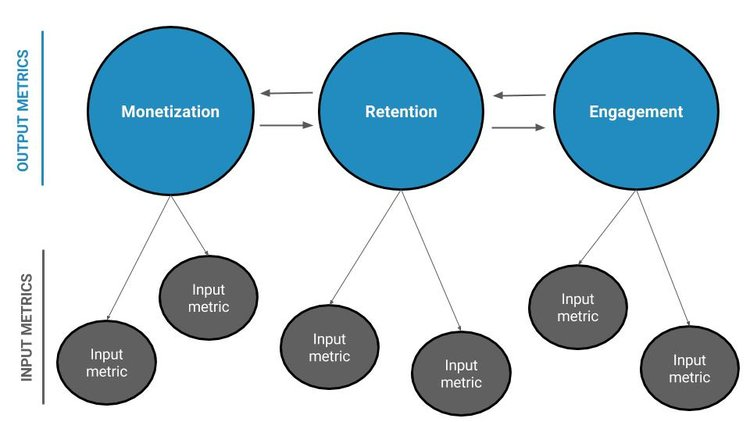 OUTPUT METRICS
Monetization
Retention
Engagement
INPUT METRICS
Input
metric
Input
metric
Input
metric
Input
metric
Input
metric
Input
metric